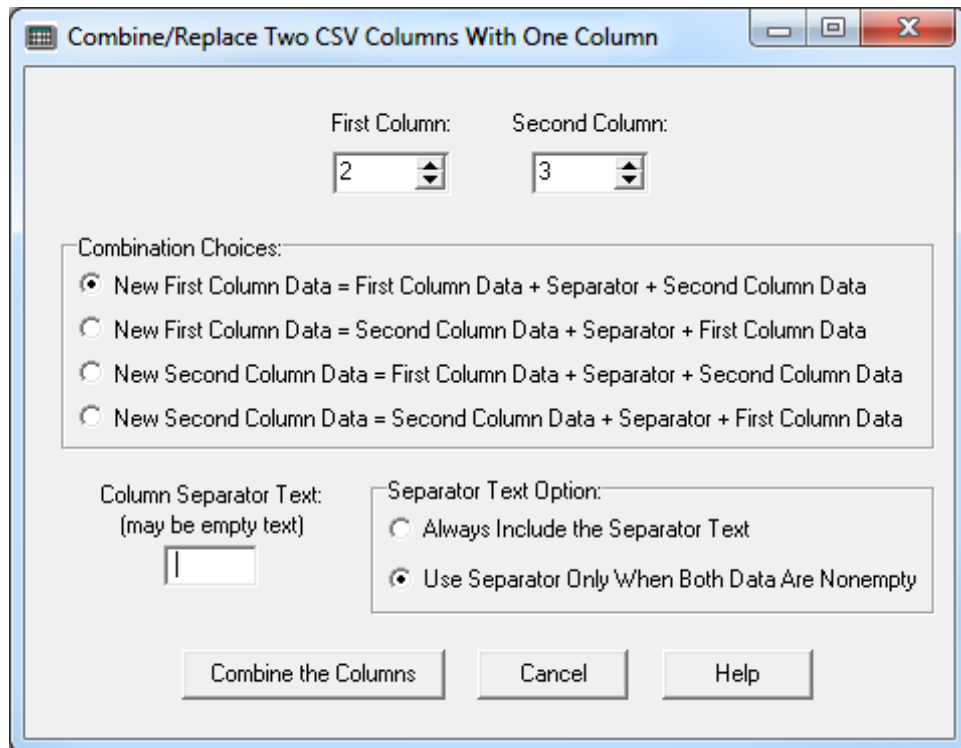 Combine/Replace Two CSV Columns With One Column
First Column: Second Column:
2 3
Combination Choices:
New First Column Data = First Column Data + Separator + Second Column Data
New First Column Data = Second Column Data + Separator + First Column Data
New Second Column Data = First Column Data + Separator + Second Column Data
New Second Column Data = Second Column Data + Separator + First Column Data
Column Separator Text:
(may be empty text)
Separator Text Option:
Always Include the Separator Text
Use Separator Only When Both Data Are Nonempty
Combine the Columns Cancel Help